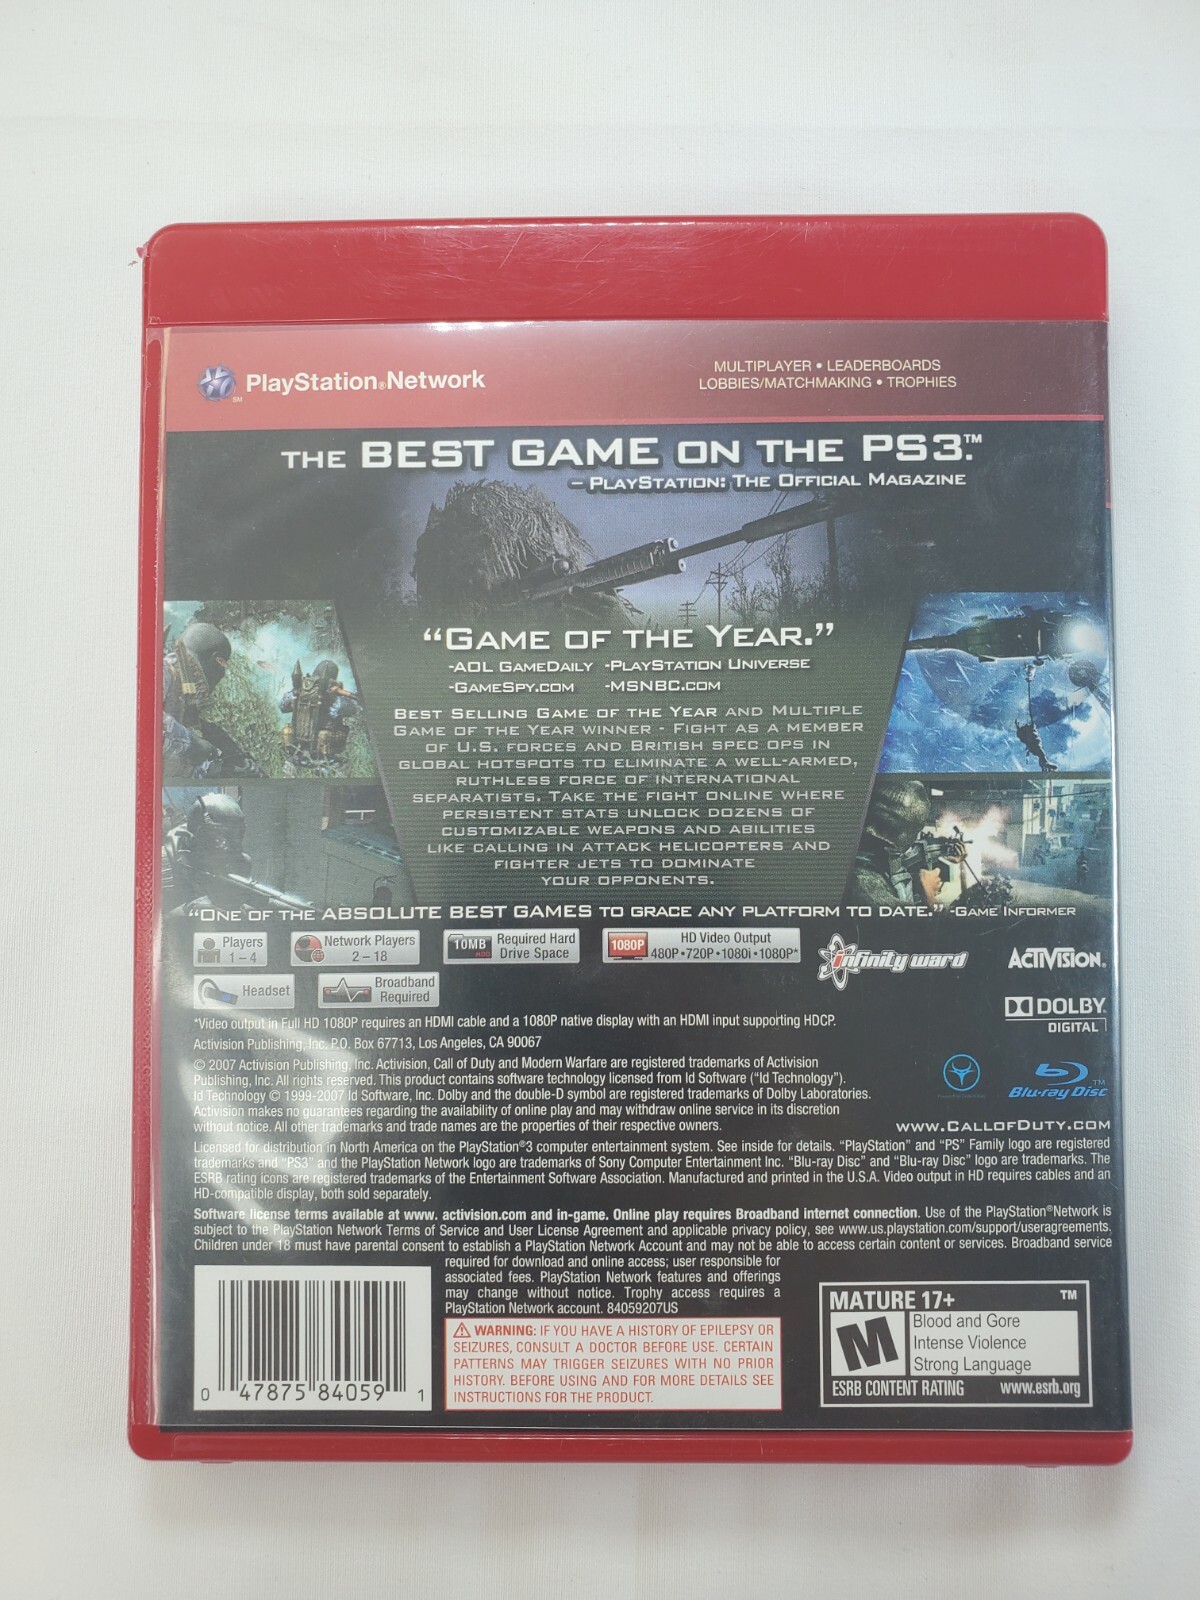 PlayStation®Network
SM
MULTIPLAYER • LEADERBOARDS
LOBBIES/MATCHMAKING • TROPHIES
THE BEST GAME ON THE PS3.™
– PLAYSTATION: THE OFFICIAL MAGAZINE
“GAME OF THE YEAR.”
-AOL GAMEDAILY -PLAYSTATION UNIVERSE
-GAMESPY.COM -MSNBC.COM
BEST SELLING GAME OF THE YEAR AND MULTIPLE
GAME OF THE YEAR WINNER - FIGHT AS A MEMBER
OF U.S. FORCES AND BRITISH SPEC OPS IN
GLOBAL HOTSPOTS TO ELIMINATE A WELL-ARMED,
RUTHLESS FORCE OF INTERNATIONAL
SEPARATISTS. TAKE THE FIGHT ONLINE WHERE
PERSISTENT STATS UNLOCK DOZENS OF
CUSTOMIZABLE WEAPONS AND ABILITIES
LIKE CALLING IN ATTACK HELICOPTERS AND
FIGHTER JETS TO DOMINATE
YOUR OPPONENTS.
“ONE OF THE ABSOLUTE BEST GAMES TO GRACE ANY PLATFORM TO DATE.” -GAME INFORMER
Players
1 – 4
Network Players
2 – 18
10MB
HDD
Required Hard
Drive Space
1080P
HD Video Output
480P•720P•1080i•1080P*
infinity ward
ACTIVISION®
Headset
Broadband
Required
DOLBY
DIGITAL
*Video output in Full HD 1080P requires an HDMI cable and a 1080P native display with an HDMI input supporting HDCP.
Activision Publishing, Inc. P.O. Box 67713, Los Angeles, CA 90067
© 2007 Activision Publishing, Inc. Activision, Call of Duty and Modern Warfare are registered trademarks of Activision
Publishing, Inc. All rights reserved. This product contains software technology licensed from Id Software (“Id Technology”).
Id Technology © 1999-2007 Id Software, Inc. Dolby and the double-D symbol are registered trademarks of Dolby Laboratories.
Activision makes no guarantees regarding the availability of online play and may withdraw online service in its discretion
without notice. All other trademarks and trade names are the properties of their respective owners.
Blu-ray Disc™
WWW.CALLOFDUTY.COM
Licensed for distribution in North America on the PlayStation®3 computer entertainment system. See inside for details. “PlayStation” and “PS” Family logo are registered
trademarks and “PS3” and the PlayStation Network logo are trademarks of Sony Computer Entertainment Inc. “Blu-ray Disc” and “Blu-ray Disc” logo are trademarks. The
ESRB rating icons are registered trademarks of the Entertainment Software Association. Manufactured and printed in the U.S.A. Video output in HD requires cables and an
HD-compatible display, both sold separately.
Software license terms available at www. activision.com and in-game. Online play requires Broadband internet connection. Use of the PlayStation®Network is
subject to the PlayStation Network Terms of Service and User License Agreement and applicable privacy policy, see www.us.playstation.com/support/useragreements.
Children under 18 must have parental consent to establish a PlayStation Network Account and may not be able to access certain content or services. Broadband service
required for download and online access; user responsible for
associated fees. PlayStation Network features and offerings
may change without notice. Trophy access requires a
PlayStation Network account. 84059207US
WARNING: IF YOU HAVE A HISTORY OF EPILEPSY OR
SEIZURES, CONSULT A DOCTOR BEFORE USE. CERTAIN
PATTERNS MAY TRIGGER SEIZURES WITH NO PRIOR
HISTORY. BEFORE USING AND FOR MORE DETAILS SEE
INSTRUCTIONS FOR THE PRODUCT.
0 47875 84059 1
MATURE 17+ ™
M
Blood and Gore
Intense Violence
Strong Language
ESRB CONTENT RATING www.esrb.org